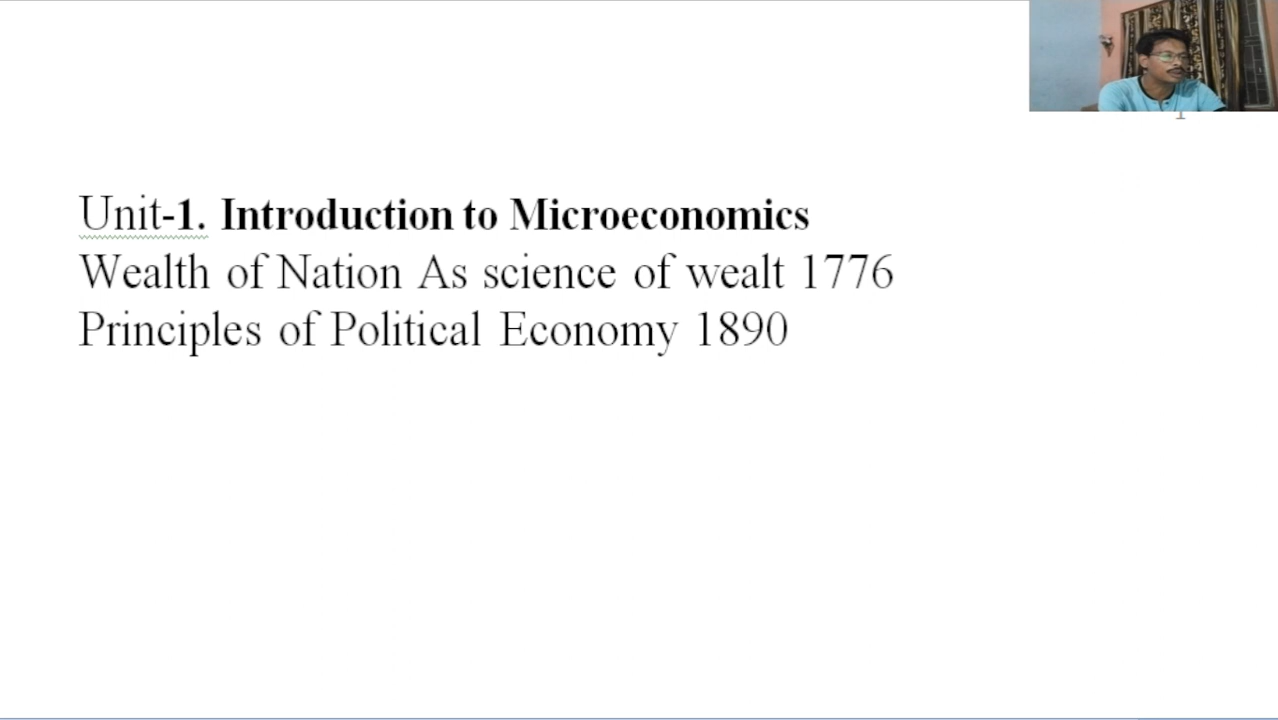 Unit-1. Introduction to Microeconomics
Wealth of Nation As science of wealt 1776
Principles of Political Economy 1890